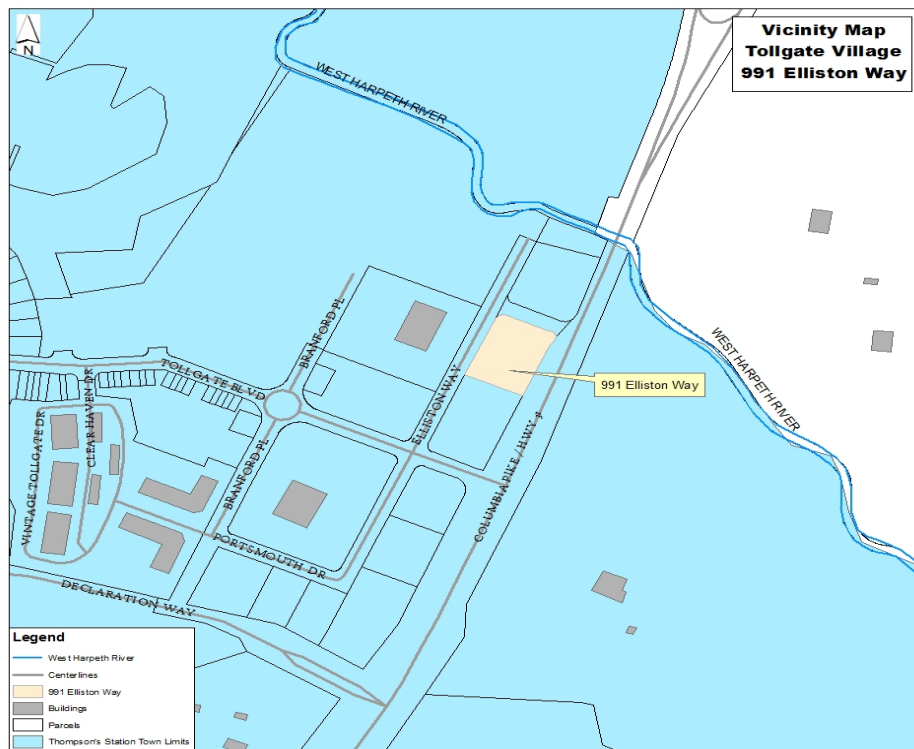 N
Vicinity Map
Tollgate Village
991 Elliston Way
WEST HARPETH RIVER
BRANFORD PL
TOLLGATE BLVD
ELLISTON WAY
991 Elliston Way
WEST HARPETH RIVER
CLEAR HAVEN DR
VINTAGE TOLLGATE DR
BRANFORD PL
COLUMBIA PIKE / HWY 31
PORTSMOUTH DR
DECLARATION WAY
Legend
West Harpeth River
Centerlines
991 Elliston Way
Buildings
Parcels
Thompson's Station Town Limits